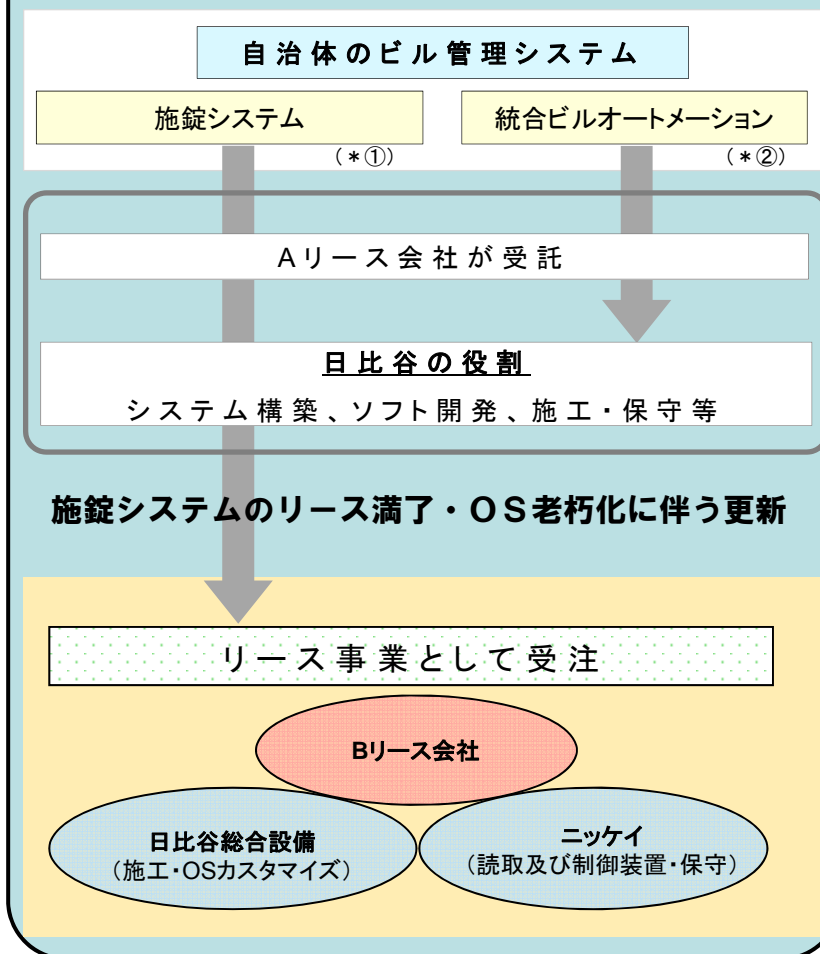 自治体のビル管理システム
施錠システム
統合ビルオートメーション
(*①)
(*②)
Aリース会社が受託
日比谷の役割
システム構築、ソフト開発、施工・保守等
施錠システムのリース満了・OS老朽化に伴う更新
リース事業として受注
Bリース会社
日比谷総合設備
(施工・OSカスタマイズ)
ニッケイ
(読取及び制御装置・保守)